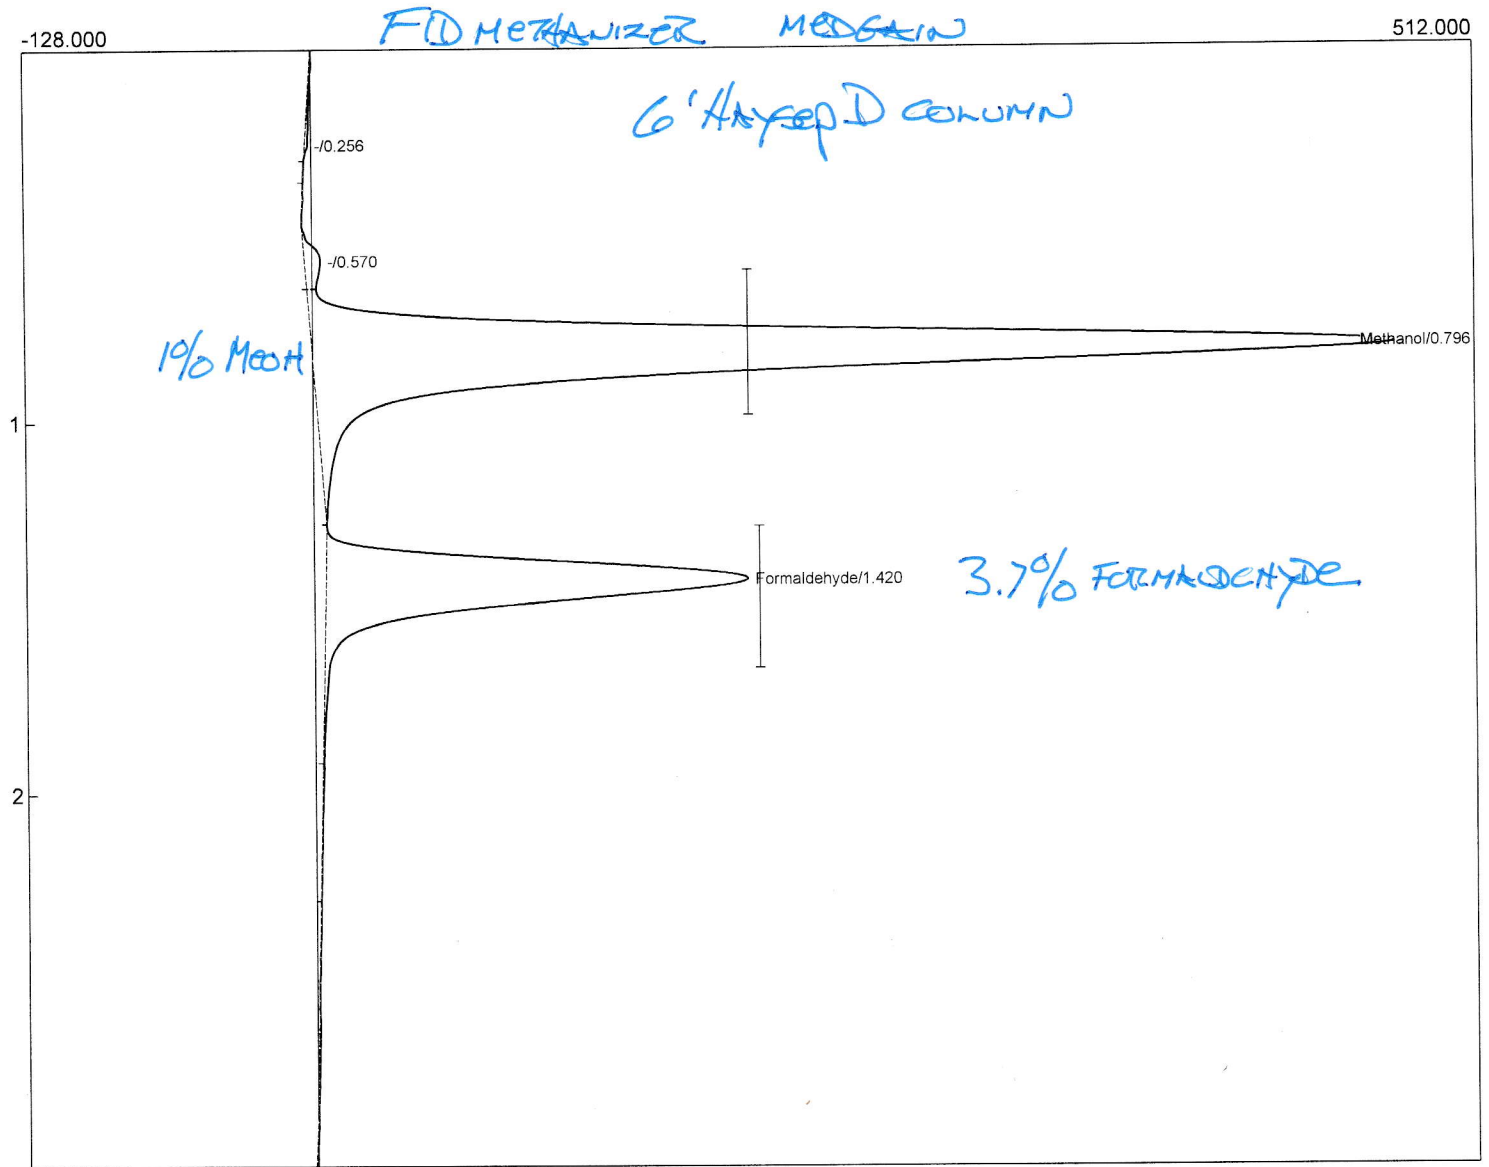 FID METHANIZER MEDGAIN
-128.000 512.000
6' HAYSEP D COLUMN
-/0.256
-/0.570
Methanol/0.796
1% MEOH
1
Formaldehyde/1.420
3.7% FORMALDEHYDE
2